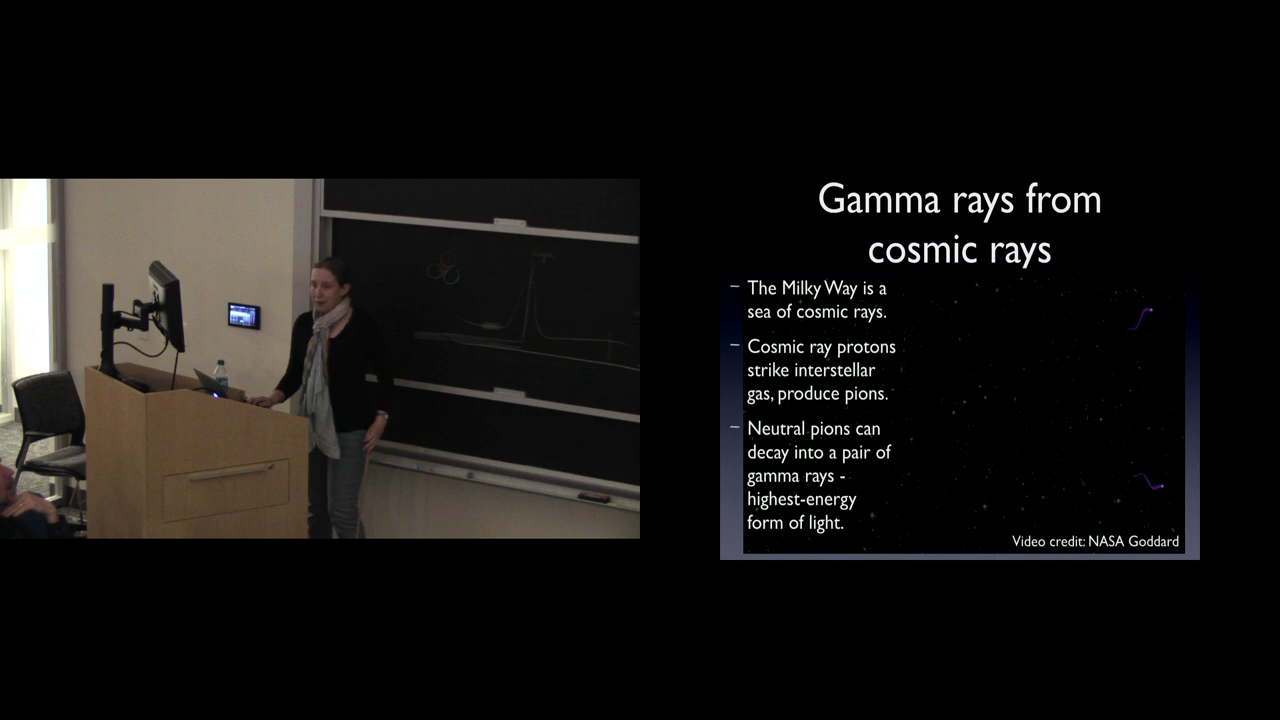 Gamma rays from
cosmic rays
– The Milky Way is a
sea of cosmic rays.
– Cosmic ray protons
strike interstellar
gas, produce pions.
– Neutral pions can
decay into a pair of
gamma rays -
highest-energy
form of light.
Video credit: NASA Goddard